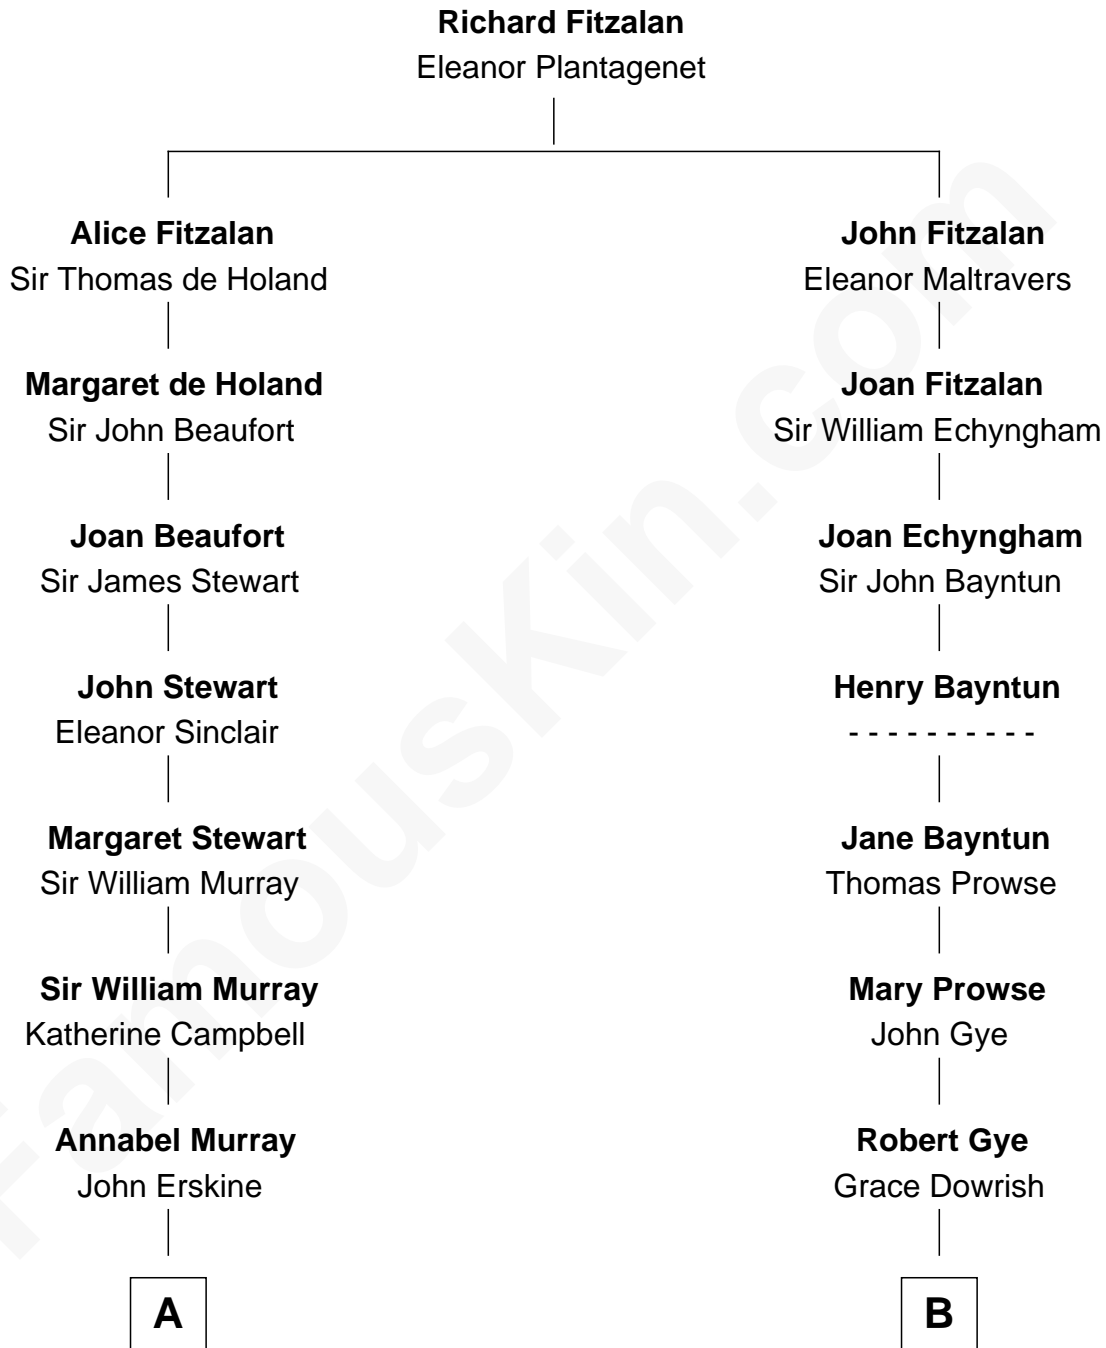 Richard Fitzalan
Eleanor Plantagenet
Alice Fitzalan
Sir Thomas de Holand
John Fitzalan
Eleanor Maltravers
Margaret de Holand
Sir John Beaufort
Joan Fitzalan
Sir William Echyngham
Joan Beaufort
Sir James Stewart
Joan Echyngham
Sir John Bayntun
John Stewart
Eleanor Sinclair
Henry Bayntun
- - - - - - - - - -
Margaret Stewart
Sir William Murray
Jane Bayntun
Thomas Prowse
Sir William Murray
Katherine Campbell
Mary Prowse
John Gye
Annabel Murray
John Erskine
Robert Gye
Grace Dowrish
A
B
FamousKin.com